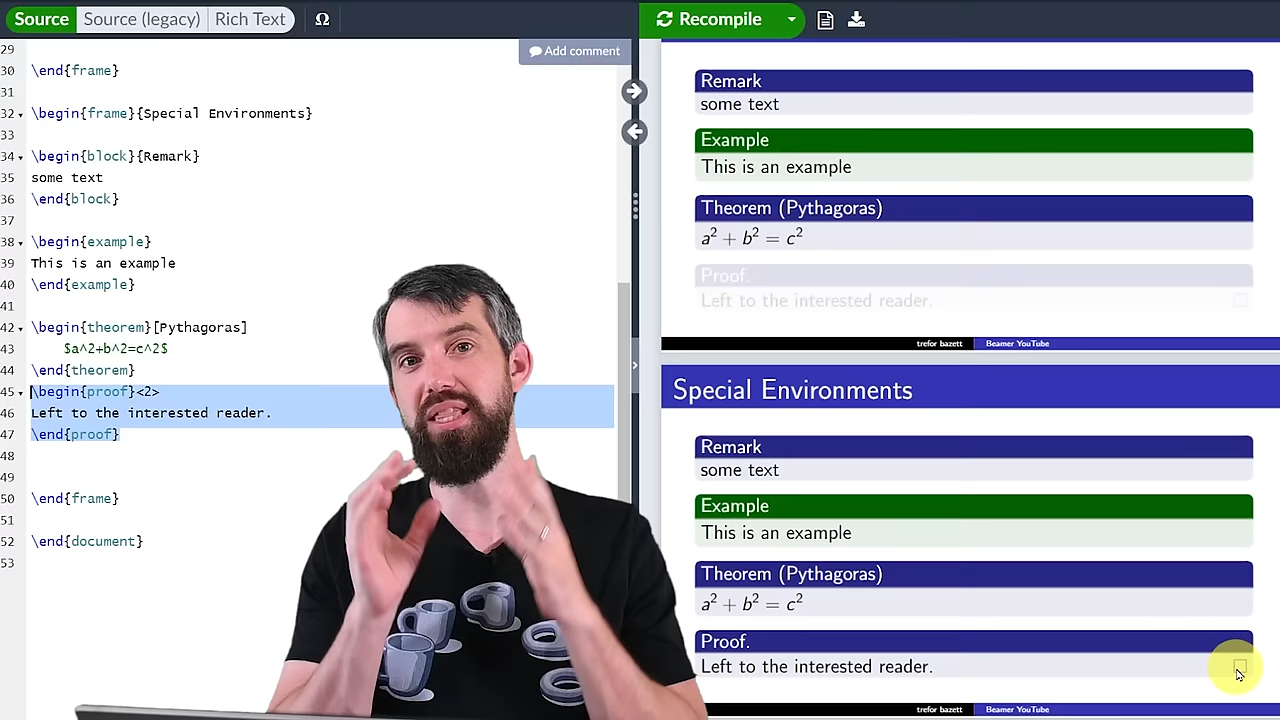 Source Source (legacy) Rich Text Ω
Recompile
Add comment
29
30 \end{frame}
31
32 \begin{frame}{Special Environments}
33
34 \begin{block}{Remark}
35 some text
36 \end{block}
37
38 \begin{example}
39 This is an example
40 \end{example}
41
42 \begin{theorem}[Pythagoras]
43 $a^2+b^2=c^2$
44 \end{theorem}
45 \begin{proof}<2>
46 Left to the interested reader.
47 \end{proof}
48
49
50 \end{frame}
51
52 \end{document}
53
Remark
some text
Example
This is an example
Theorem (Pythagoras)
a² + b² = c²
Proof.
Left to the interested reader. □
trefor bazett Beamer YouTube
Special Environments
Remark
some text
Example
This is an example
Theorem (Pythagoras)
a² + b² = c²
Proof.
Left to the interested reader. □
trefor bazett Beamer YouTube